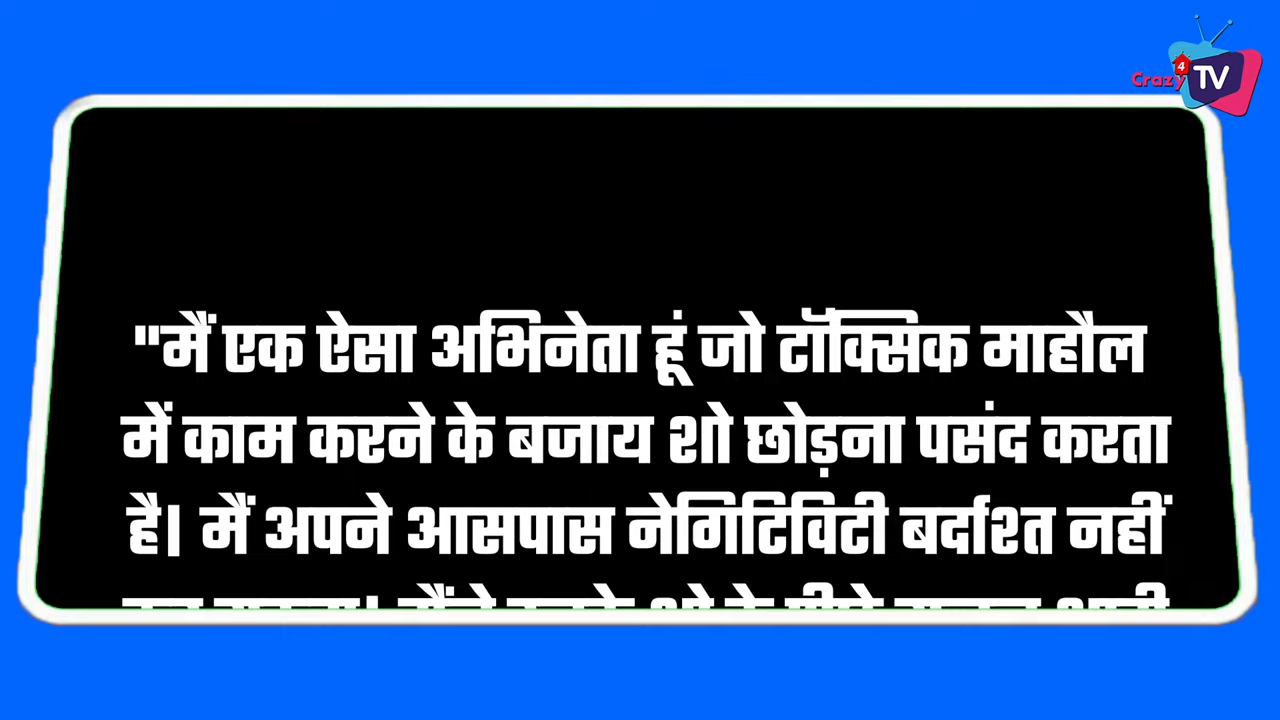 Crazy 4 TV
"मैं एक ऐसा अभिनेता हूं जो टॉक्सिक माहौल
में काम करने के बजाय शो छोड़ना पसंद करता
है। मैं अपने आसपास नेगिटिविटी बर्दाश्त नहीं